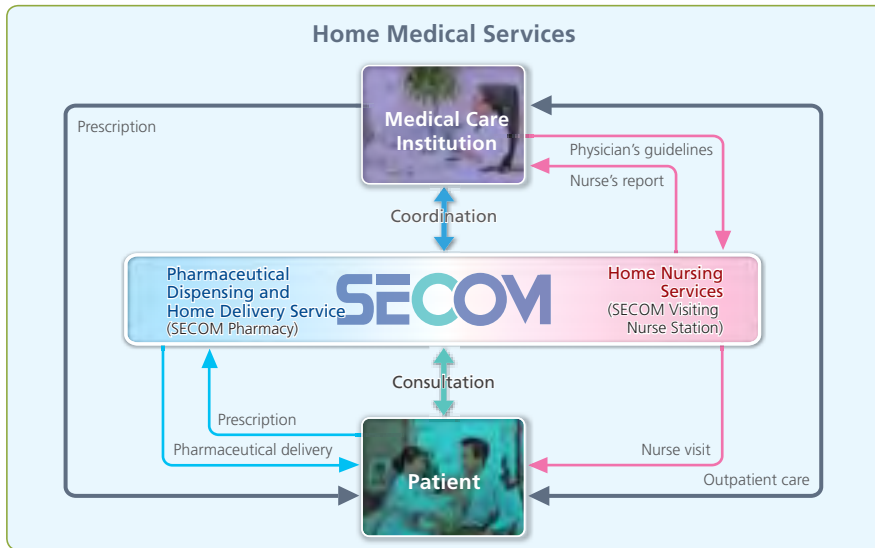 Home Medical Services
Prescription
Medical Care
Institution
Physician’s guidelines
Nurse’s report
Coordination
Pharmaceutical
Dispensing and
Home Delivery Service
(SECOM Pharmacy)
SECOM
Home Nursing
Services
(SECOM Visiting
Nurse Station)
Consultation
Prescription
Pharmaceutical delivery
Nurse visit
Patient
Outpatient care